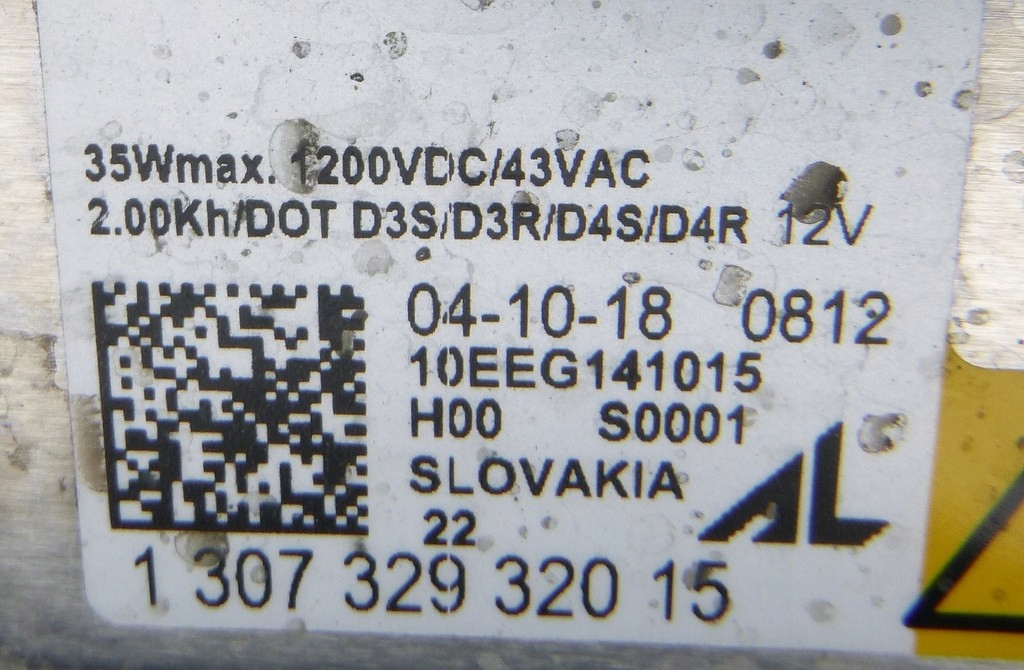 35Wmax. 1200VDC/43VAC
2.00Kh/DOT D3S/D3R/D4S/D4R 12V
04-10-18 0812
10EEG141015
H00 S0001
SLOVAKIA
AL
22
1 307 329 320 15